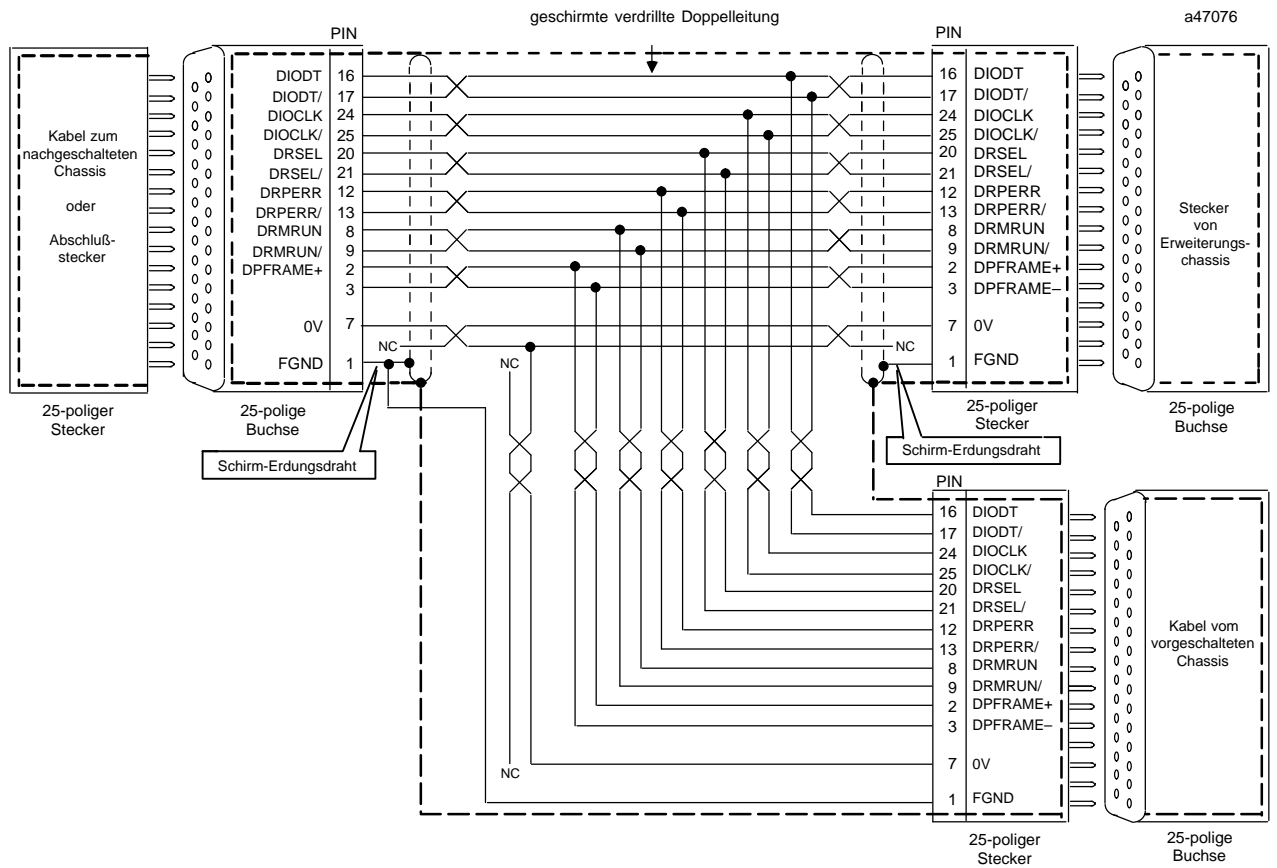 geschirmte verdrillte Doppelleitung
a47076
PIN
DIODT 16
DIODT/ 17
DIOCLK 24
DIOCLK/ 25
DRSEL 20
DRSEL/ 21
DRPERR 12
DRPERR/ 13
DRMRUN 8
DRMRUN/ 9
DPFRAME+ 2
3
0V 7
NC
FGND 1
Kabel zum
nachgeschalteten
Chassis
oder
Abschluß-
stecker
25-poliger
Stecker
25-polige
Buchse
Schirm-Erdungsdraht
NC
NC
PIN
16 DIODT
17 DIODT/
24 DIOCLK
25 DIOCLK/
20 DRSEL
21 DRSEL/
12 DRPERR
13 DRPERR/
8 DRMRUN
9 DRMRUN/
2 DPFRAME+
3 DPFRAME–
7 0V
NC
1 FGND
Stecker
von
Erweiterungs-
chassis
25-poliger
Stecker
25-polige
Buchse
Schirm-Erdungsdraht
PIN
16 DIODT
17 DIODT/
24 DIOCLK
25 DIOCLK/
20 DRSEL
21 DRSEL/
12 DRPERR
13 DRPERR/
8 DRMRUN
9 DRMRUN/
2 DPFRAME+
3 DPFRAME–
7 0V
1 FGND
Kabel vom
vorgeschalteten
Chassis
25-poliger
Stecker
25-polige
Buchse